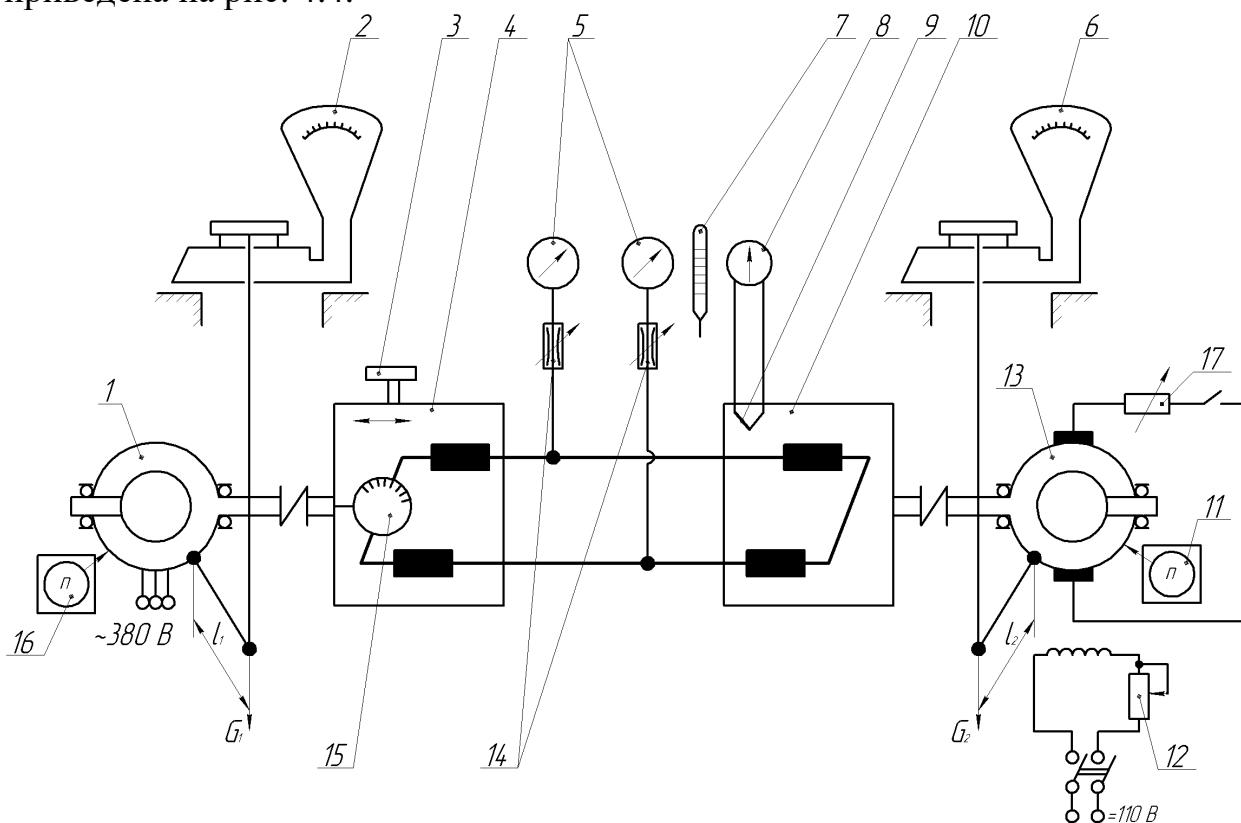 приведена на рис. 4.4.
2 3 4 5 7 8 9 10 6
1 13 17
11
п п
16 ~380 В l₁ l₂
G₁ 15 14 G₂ 12
=110 В